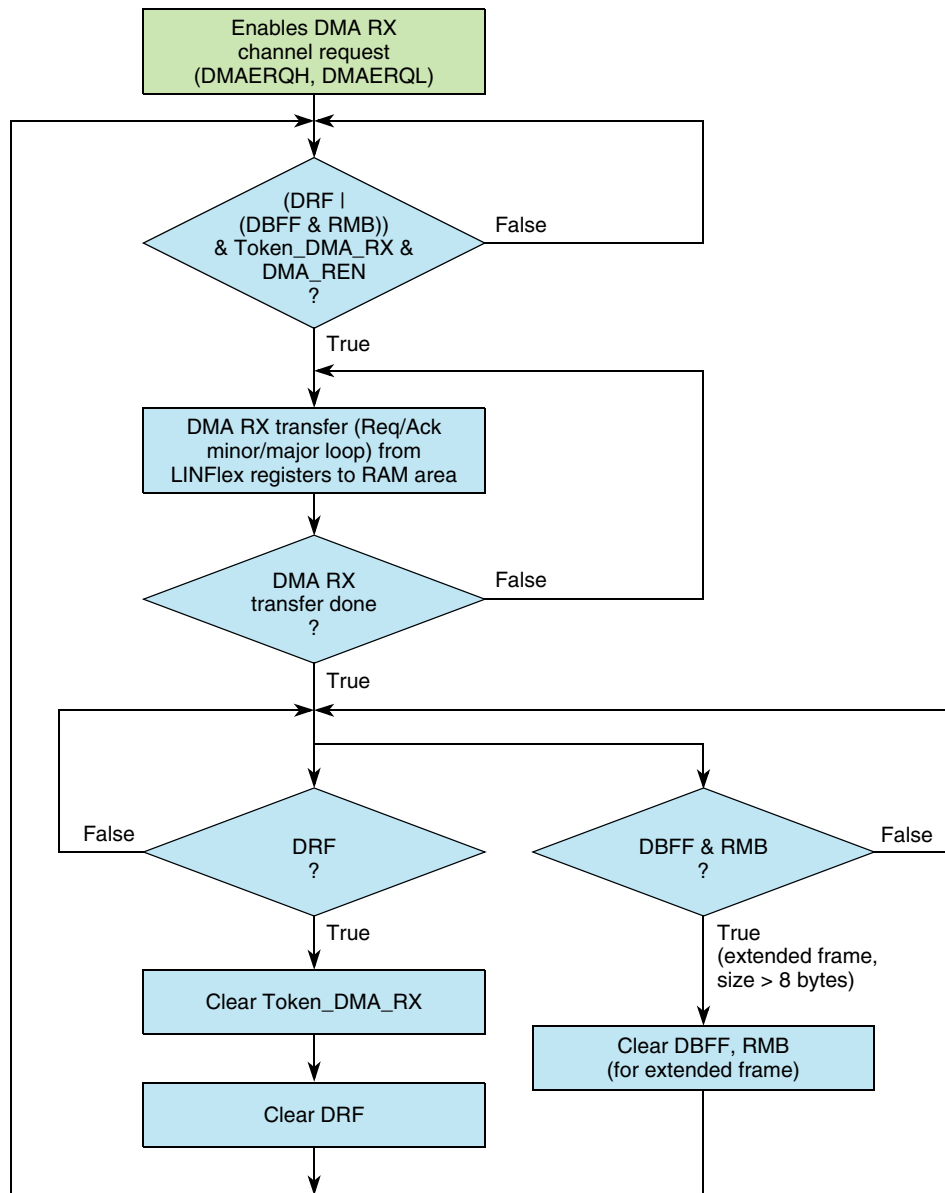 Enables DMA RX
channel request
(DMAERQH, DMAERQL)
(DRF |
(DBFF & RMB))
& Token_DMA_RX &
DMA_REN
?
False
True
DMA RX transfer (Req/Ack
minor/major loop) from
LINFlex registers to RAM area
DMA RX
transfer done
?
False
True
False
DRF
?
DBFF & RMB
?
False
True
True
(extended frame,
size > 8 bytes)
Clear Token_DMA_RX
Clear DBFF, RMB
(for extended frame)
Clear DRF